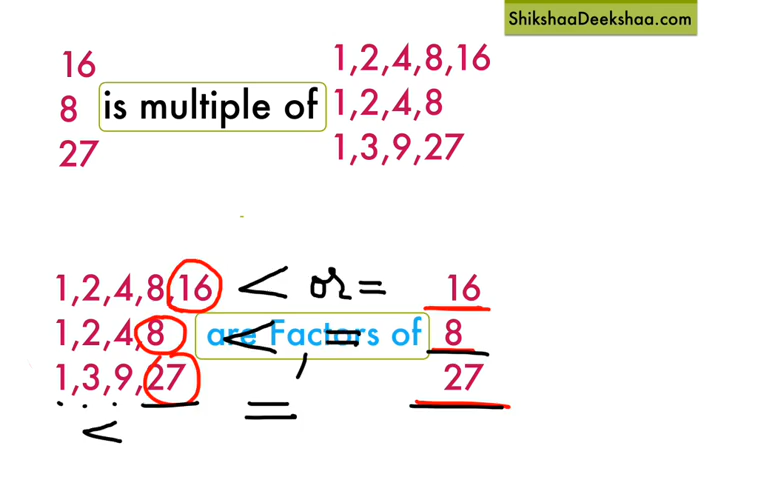 ShikshaaDeekshaa.com
16 1,2,4,8,16
8 is multiple of 1,2,4,8
27 1,3,9,27
1,2,4,8,16 < or = 16
1,2,4,8 are Factors of 8
< , =
1,3,9,27 27
< =